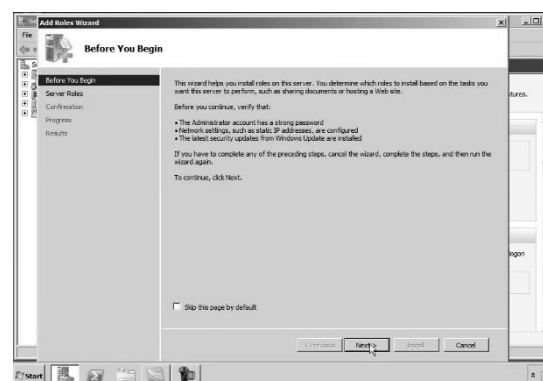 Add Roles Wizard
File
Before You Begin
Before You Begin
Server Roles
Confirmation
Progress
Results
This wizard helps you install roles on this server. You determine which roles to install based on the tasks you
want this server to perform, such as sharing documents or hosting a Web site.
Before you continue, verify that:
• The Administrator account has a strong password
• Network settings, such as static IP addresses, are configured
• The latest security updates from Windows Update are installed
If you have to complete any of the preceding steps, cancel the wizard, complete the steps, and then run the
wizard again.
To continue, click Next.
Skip this page by default
< Previous
Next >
Install
Cancel
logon
Start